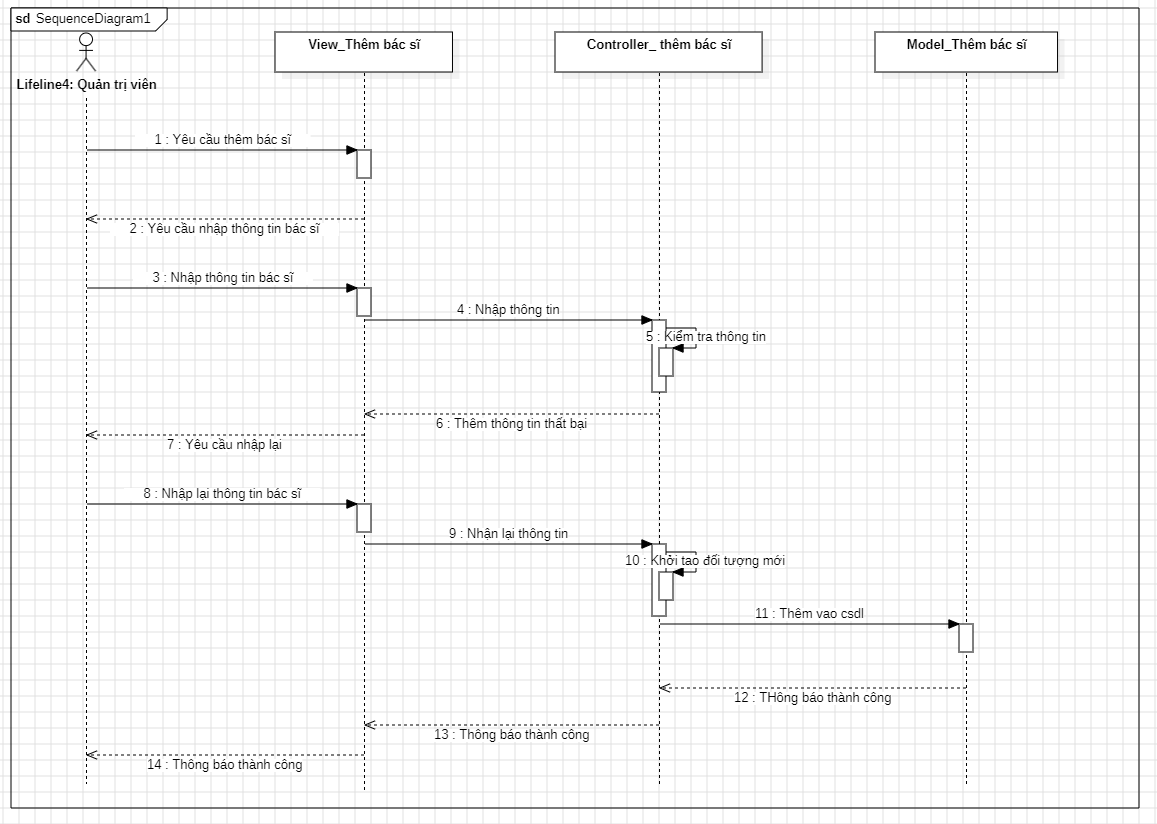 sd SequenceDiagram1
View_Thêm bác sĩ
Controller_ thêm bác sĩ
Model_Thêm bác sĩ
Lifeline4: Quản trị viên
1 : Yêu cầu thêm bác sĩ
2 : Yêu cầu nhập thông tin bác sĩ
3 : Nhập thông tin bác sĩ
4 : Nhập thông tin
5 : Kiểm tra thông tin
6 : Thêm thông tin thất bại
7 : Yêu cầu nhập lại
8 : Nhập lại thông tin bác sĩ
9 : Nhận lại thông tin
10 : Khởi tao đối tượng mới
11 : Thêm vao csdl
12 : THông báo thành công
13 : Thông báo thành công
14 : Thông báo thành công